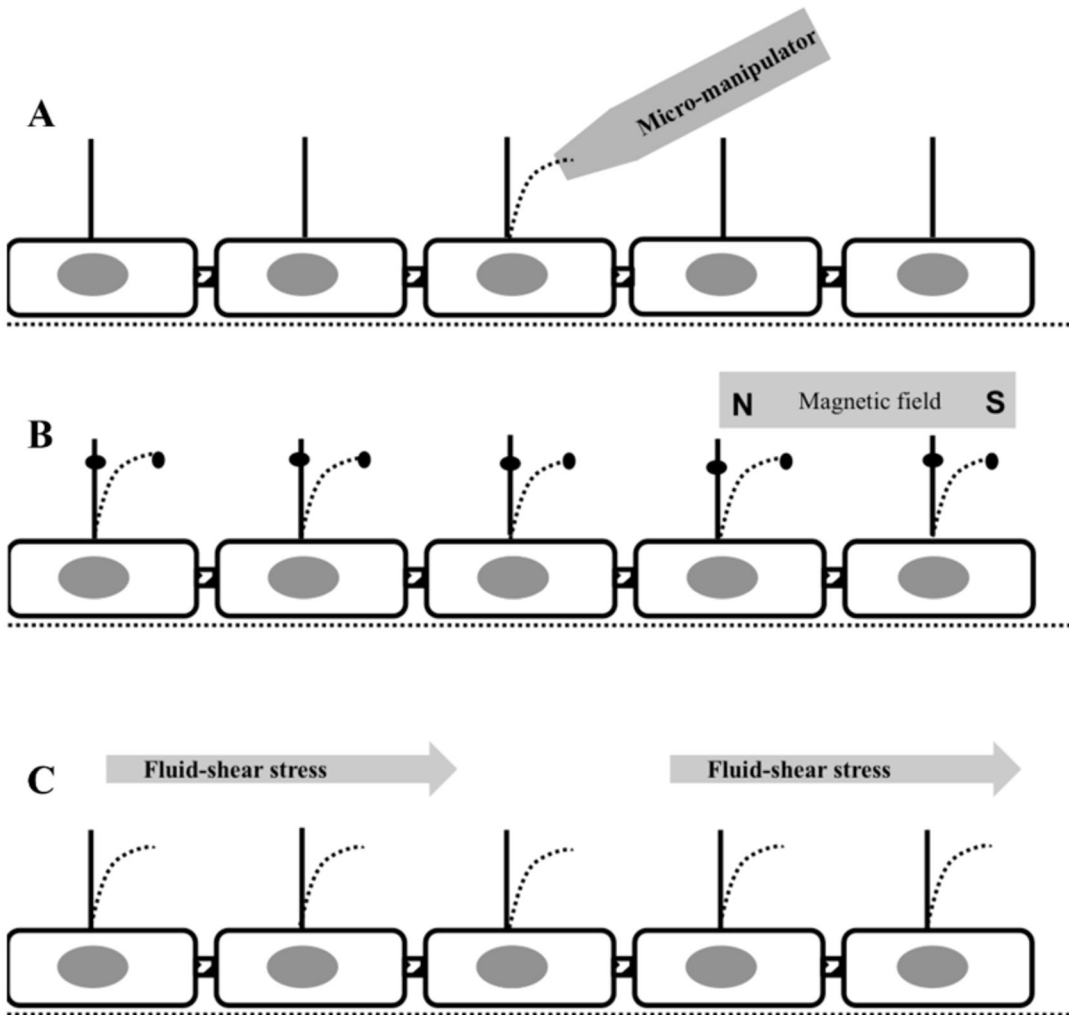 A
Micro-manipulator
B
N Magnetic field S
C
Fluid-shear stress Fluid-shear stress